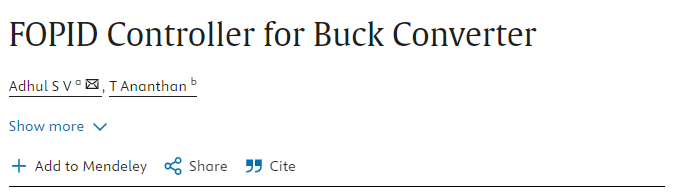 FOPID Controller for Buck Converter
Adhul S V a, T Ananthan b
Show more
Add to Mendeley Share Cite